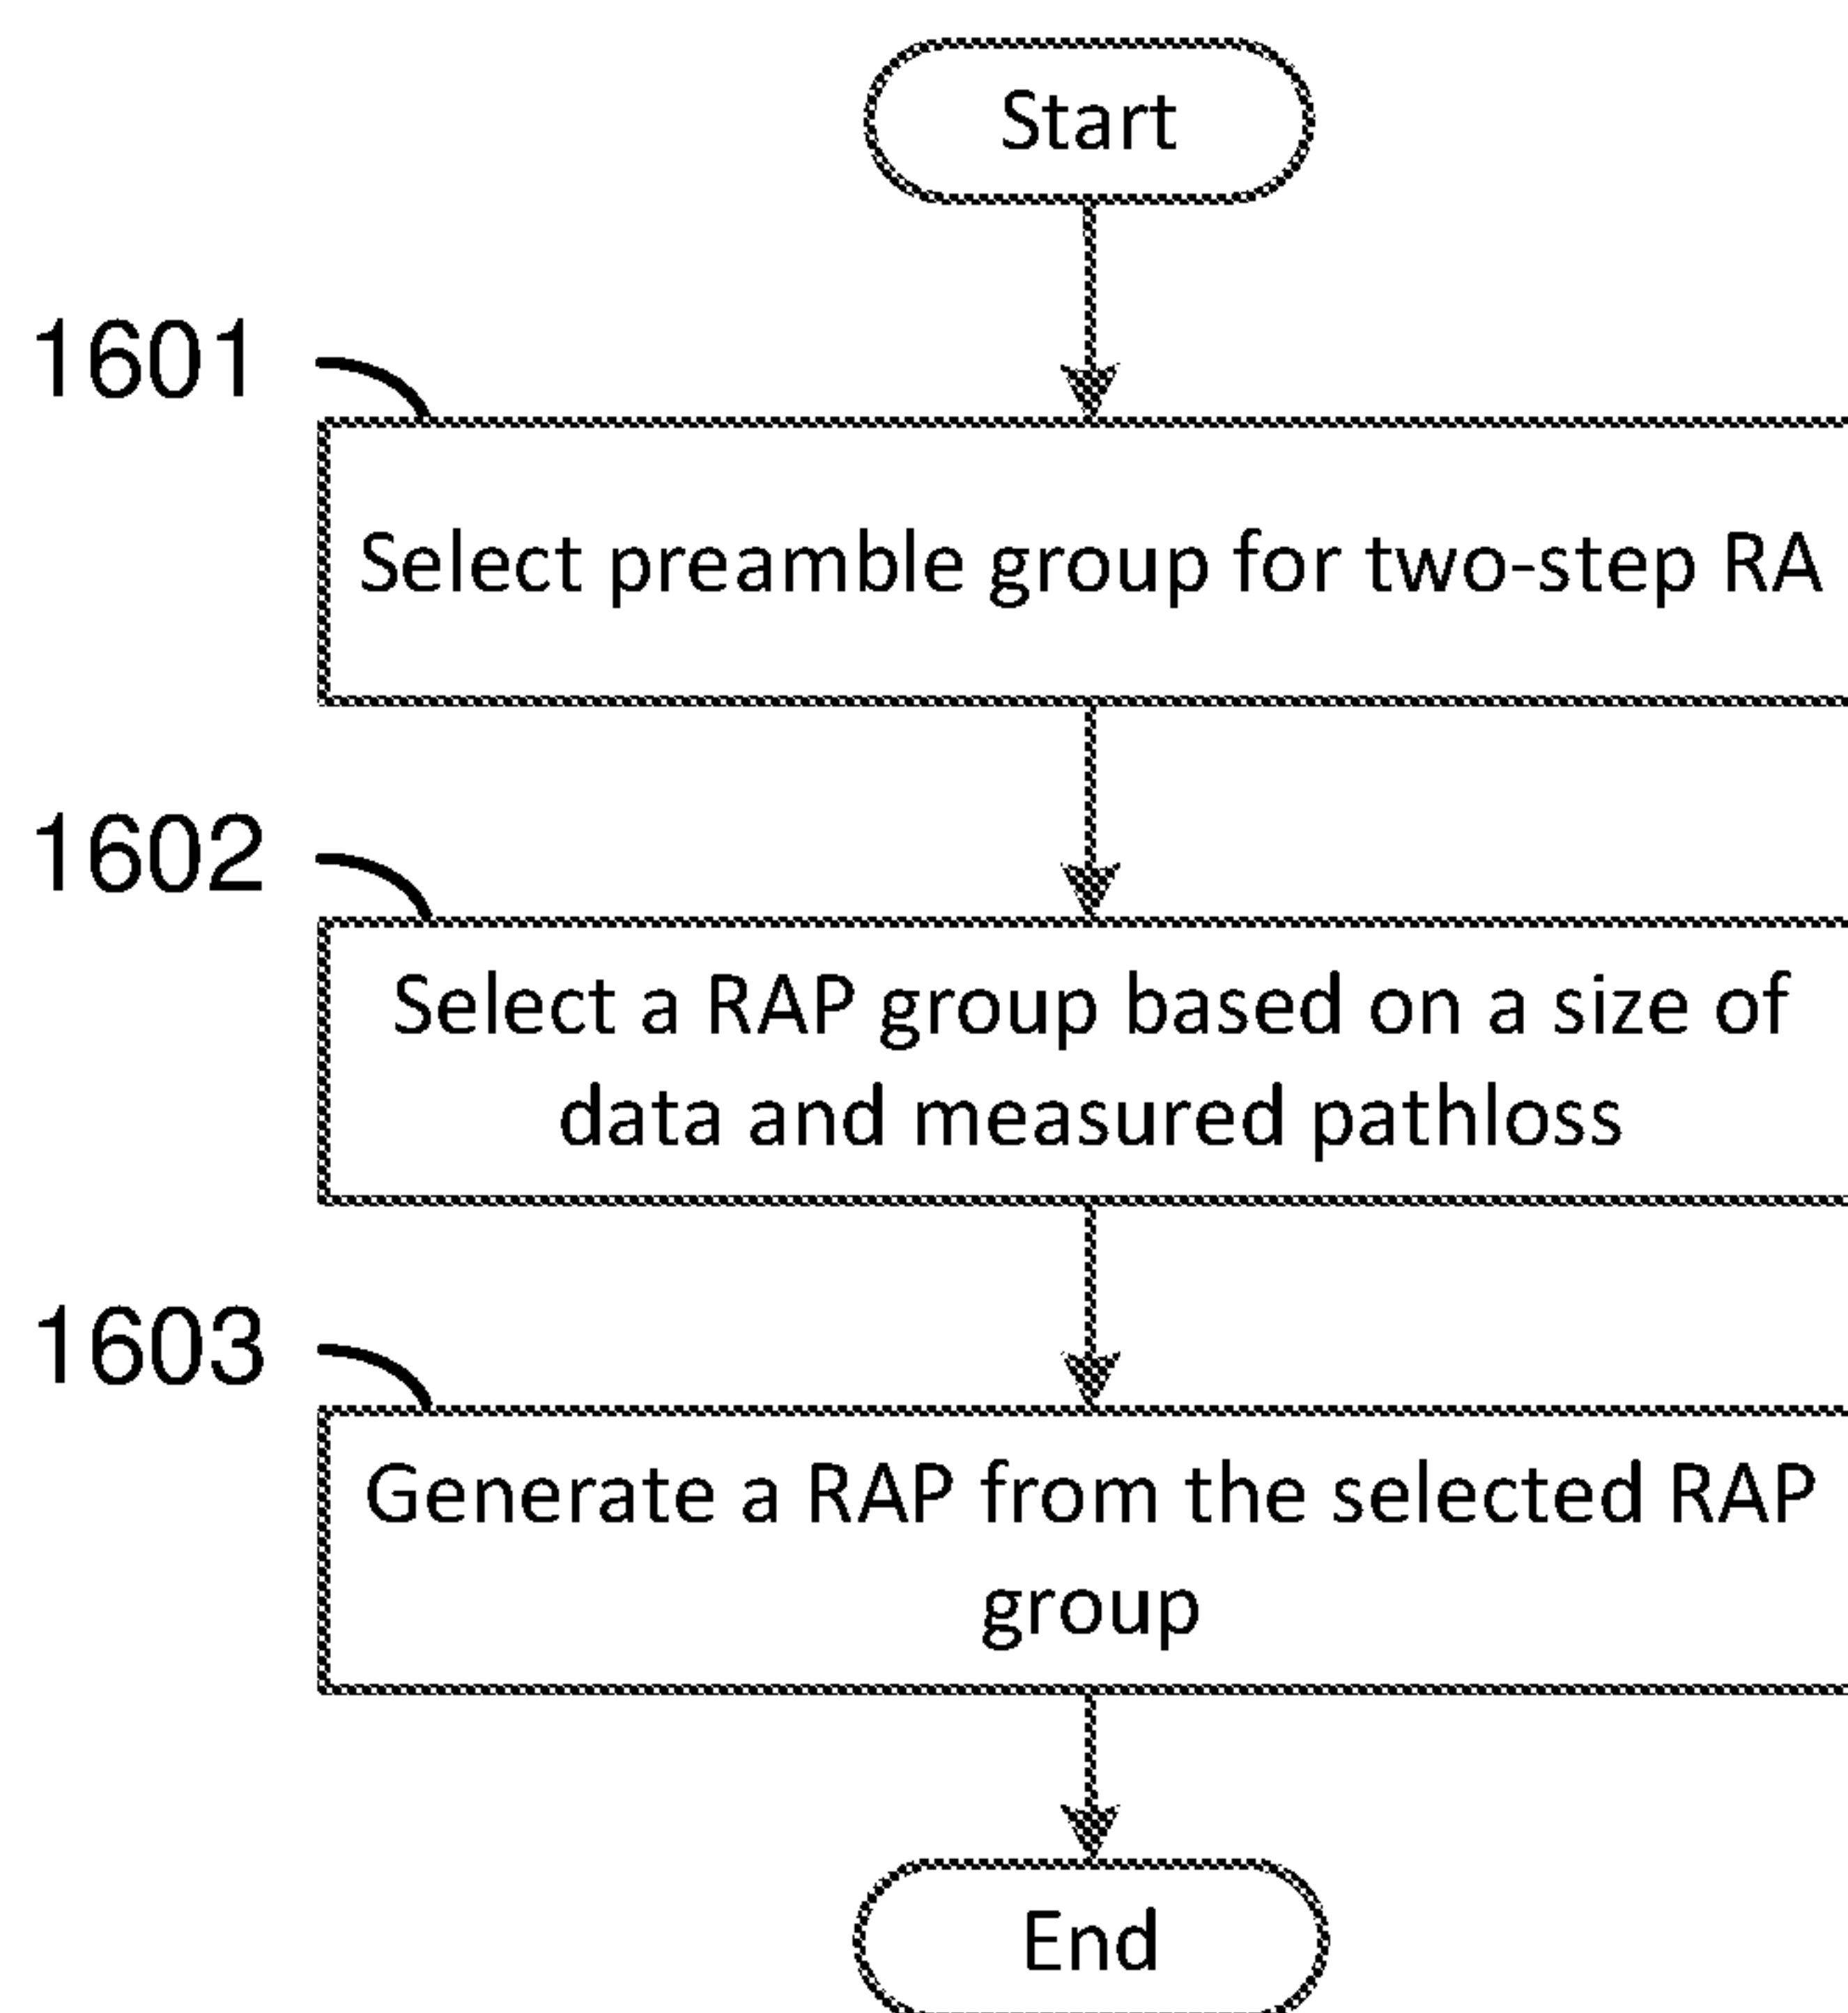 Start
1601
Select preamble group for two-step RA
1602
Select a RAP group based on a size of
data and measured pathloss
1603
Generate a RAP from the selected RAP
group
End